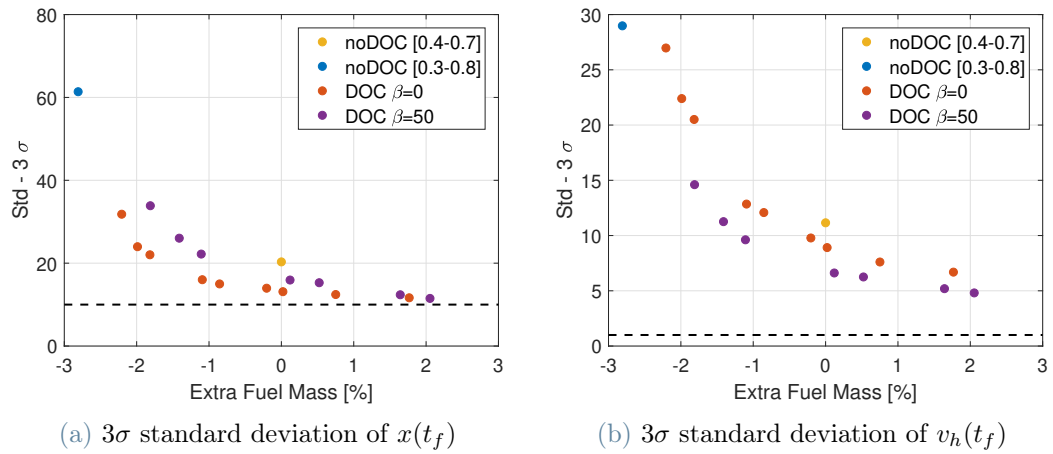 80
60
40
20
0
-3 -2 -1 0 1 2 3
Std - 3 σ
Extra Fuel Mass [%]
noDOC [0.4-0.7]
noDOC [0.3-0.8]
DOC β=0
DOC β=50
(a) 3σ standard deviation of x(t_f)
30
25
20
15
10
5
0
-3 -2 -1 0 1 2 3
Std - 3 σ
Extra Fuel Mass [%]
noDOC [0.4-0.7]
noDOC [0.3-0.8]
DOC β=0
DOC β=50
(b) 3σ standard deviation of v_h(t_f)